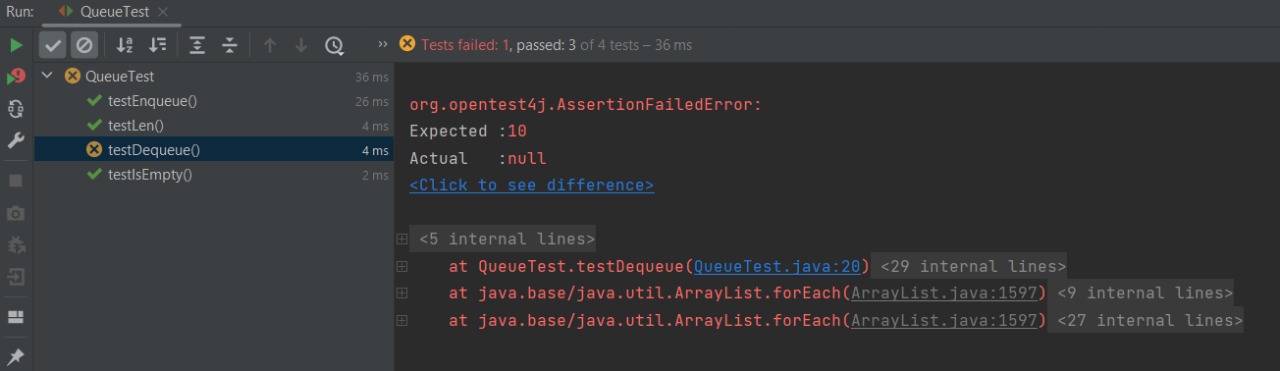 Run: QueueTest
Tests failed: 1, passed: 3 of 4 tests – 36 ms
QueueTest 36 ms
testEnqueue() 26 ms
testLen() 4 ms
testDequeue() 4 ms
testIsEmpty() 2 ms
org.opentest4j.AssertionFailedError:
Expected :10
Actual   :null
<Click to see difference>
<5 internal lines>
at QueueTest.testDequeue(QueueTest.java:20) <29 internal lines>
at java.base/java.util.ArrayList.forEach(ArrayList.java:1597) <9 internal lines>
at java.base/java.util.ArrayList.forEach(ArrayList.java:1597) <27 internal lines>